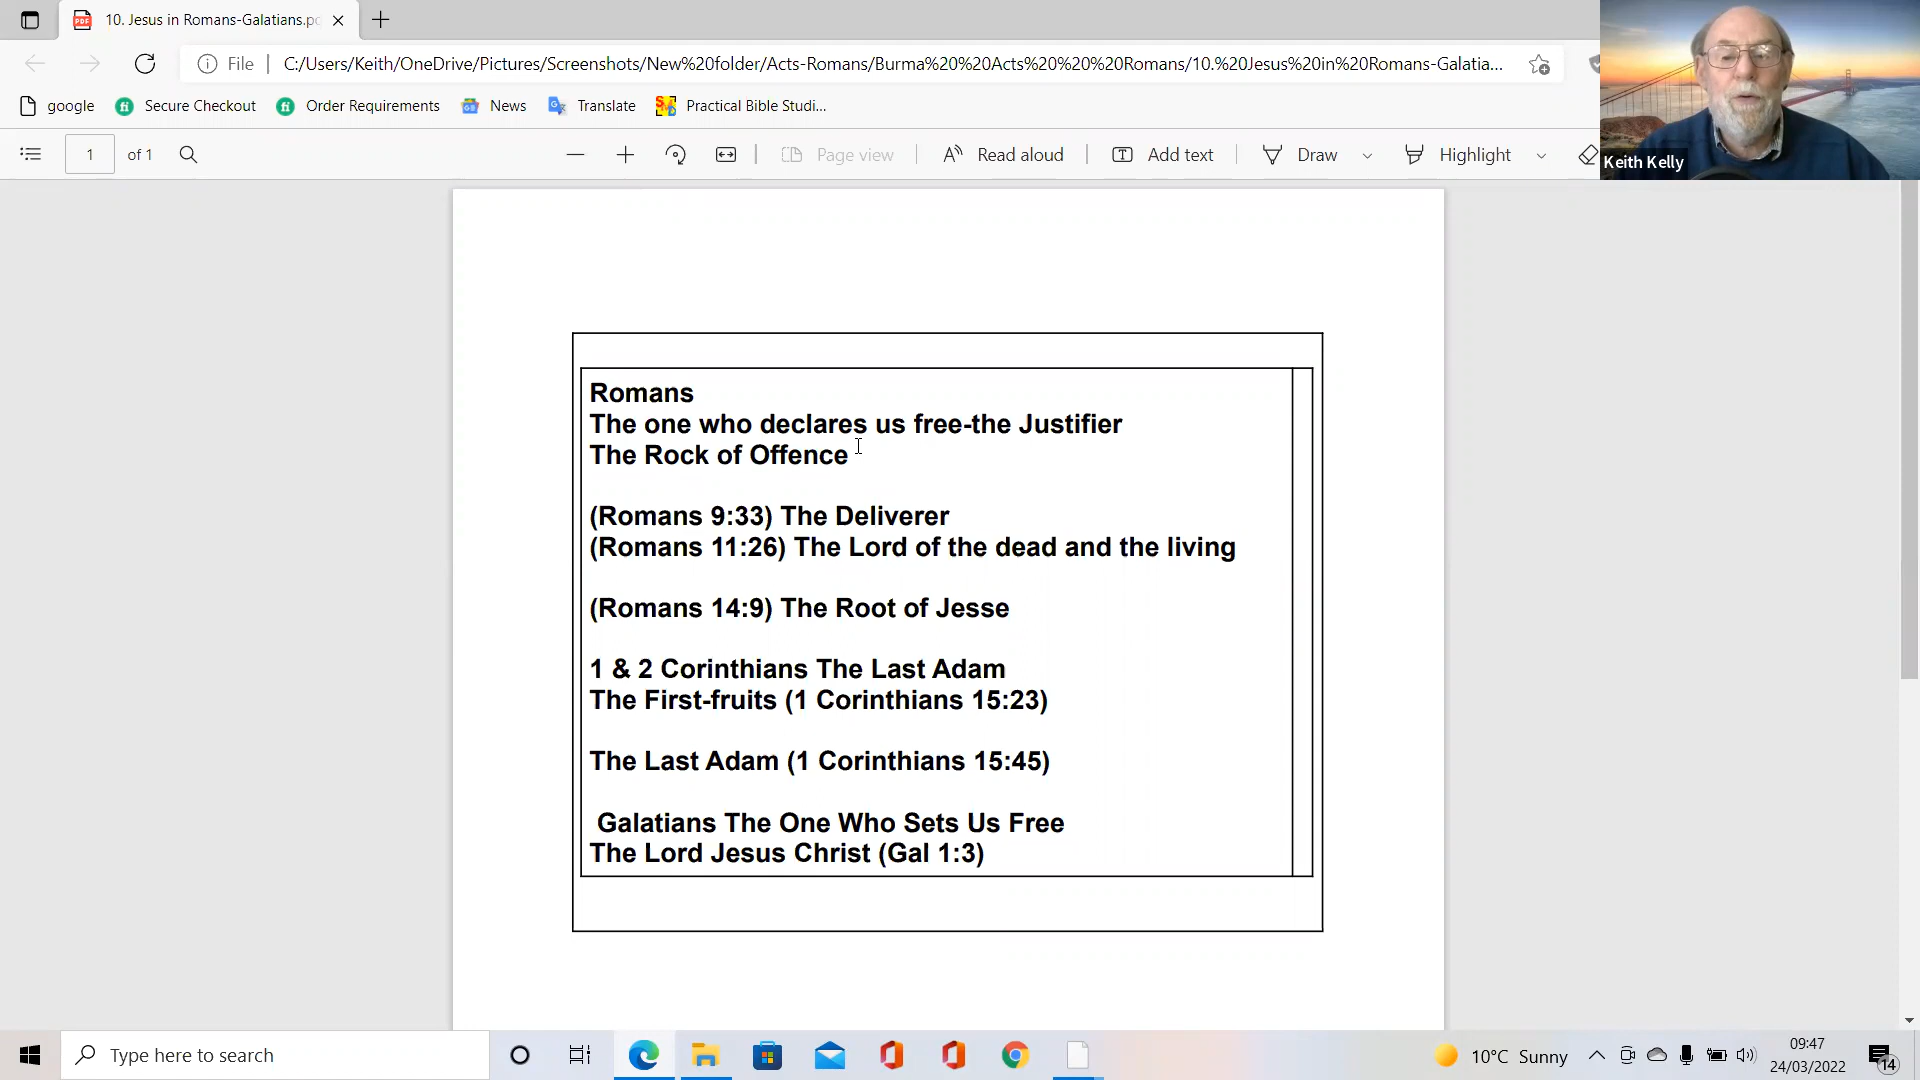 10. Jesus in Romans-Galatians.pc
File
C:/Users/Keith/OneDrive/Pictures/Screenshots/New%20folder/Acts-Romans/Burma%20%20Acts%20%20%20Romans/10.%20Jesus%20in%20Romans-Galatia...
google Secure Checkout Order Requirements News Translate Practical Bible Studi...
1 of 1 Page view Read aloud Add text Draw Highlight
Keith Kelly
Romans
The one who declares us free-the Justifier
The Rock of Offence
(Romans 9:33) The Deliverer
(Romans 11:26) The Lord of the dead and the living
(Romans 14:9) The Root of Jesse
1 & 2 Corinthians The Last Adam
The First-fruits (1 Corinthians 15:23)
The Last Adam (1 Corinthians 15:45)
Galatians The One Who Sets Us Free
The Lord Jesus Christ (Gal 1:3)
Type here to search
10°C Sunny
09:47
24/03/2022
14